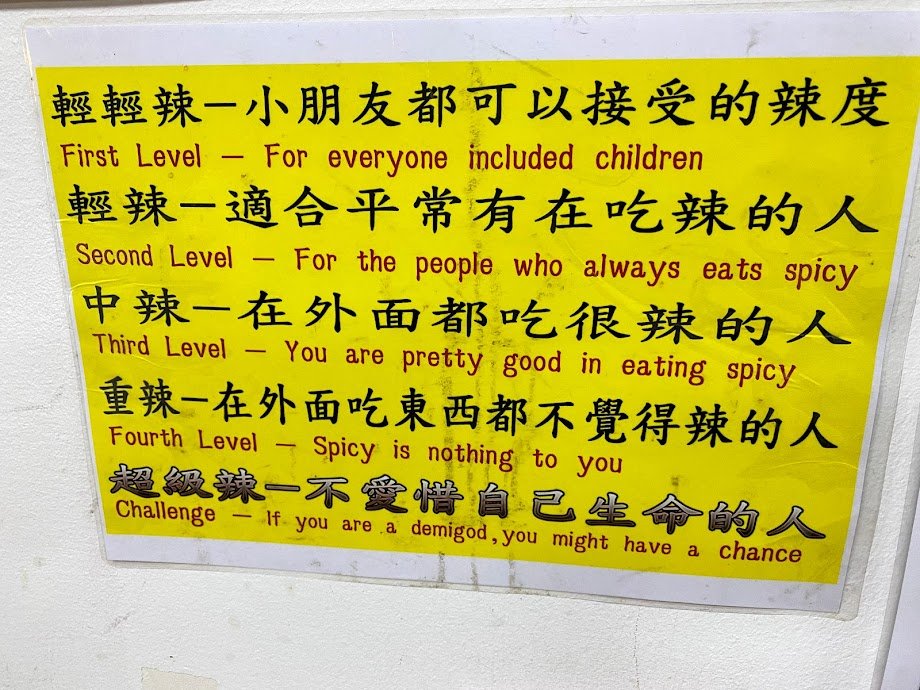 輕輕辣－小朋友都可以接受的辣度
First Level － For everyone included children
輕辣－適合平常有在吃辣的人
Second Level － For the people who always eats spicy
中辣－在外面都吃很辣的人
Third Level － You are pretty good in eating spicy
重辣－在外面吃東西都不覺得辣的人
Fourth Level － Spicy is nothing to you
超級辣－不愛惜自己生命的人
Challenge － If you are a demigod,you might have a chance